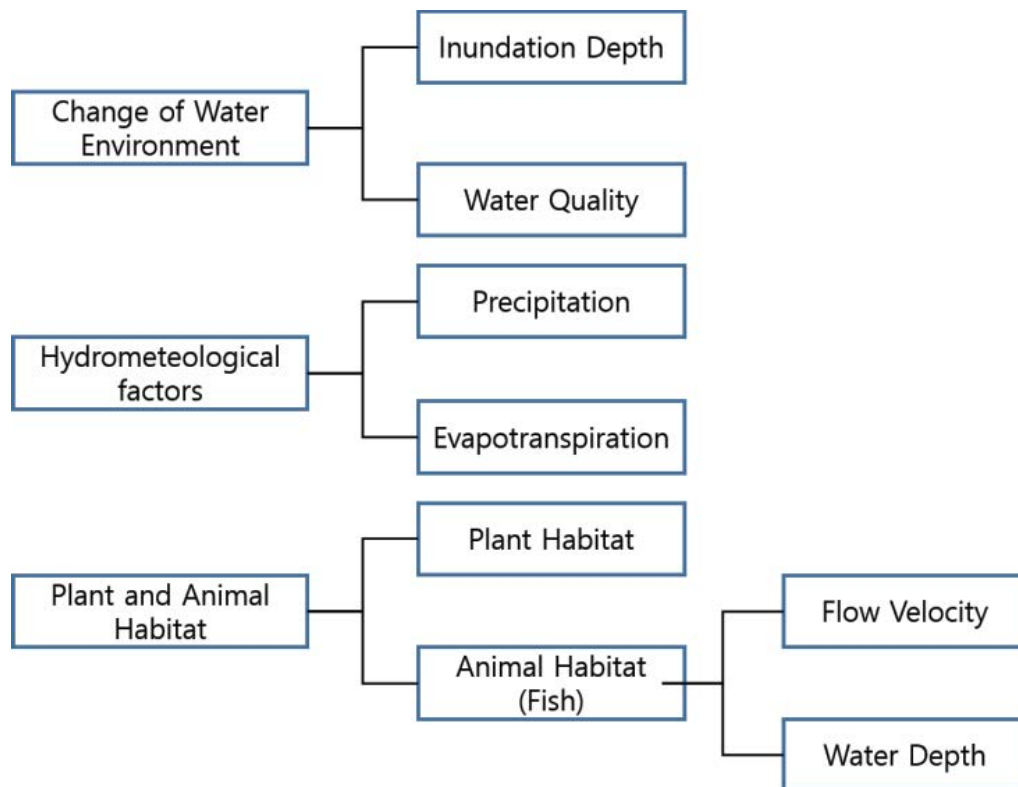 Inundation Depth
Change of Water
Environment
Water Quality
Precipitation
Hydrometeological
factors
Evapotranspiration
Plant Habitat
Plant and Animal
Habitat
Flow Velocity
Animal Habitat
(Fish)
Water Depth